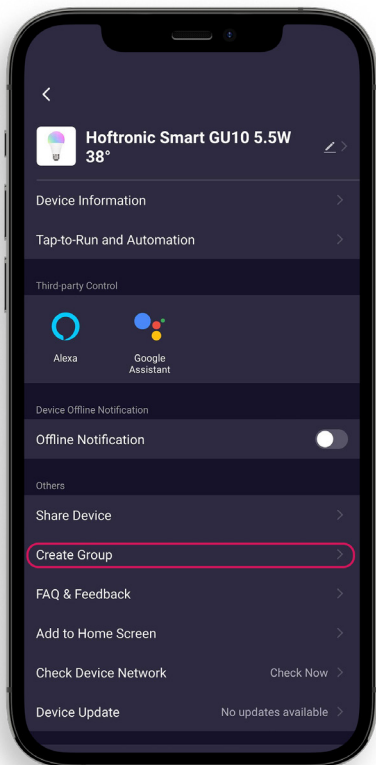 Hoftronic Smart GU10 5.5W
38°
Device Information
Tap-to-Run and Automation
Third-party Control
Alexa
Google
Assistant
Device Offline Notification
Offline Notification
Others
Share Device
Create Group
FAQ & Feedback
Add to Home Screen
Check Device Network Check Now
Device Update No updates available